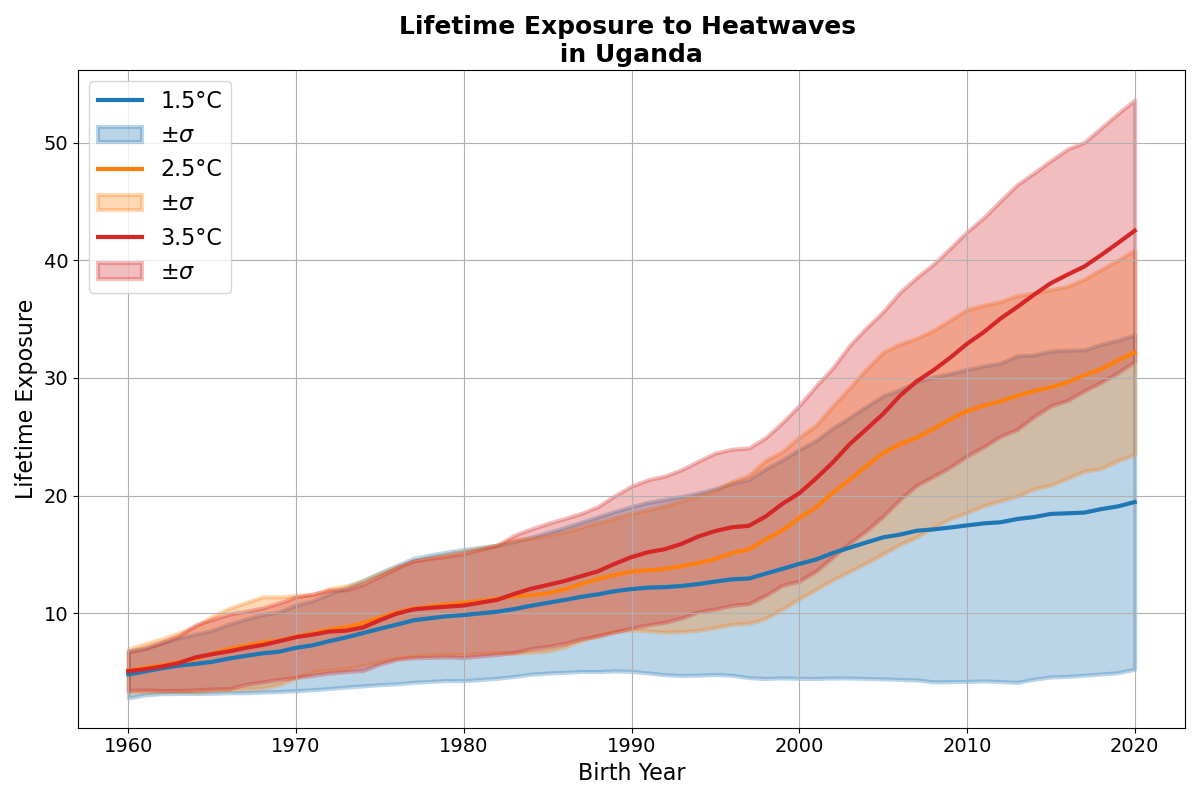 Lifetime Exposure to Heatwaves
in Uganda
1.5°C
±σ
2.5°C
±σ
3.5°C
±σ
Lifetime Exposure
50
40
30
20
10
1960
1970
1980
1990
2000
2010
2020
Birth Year